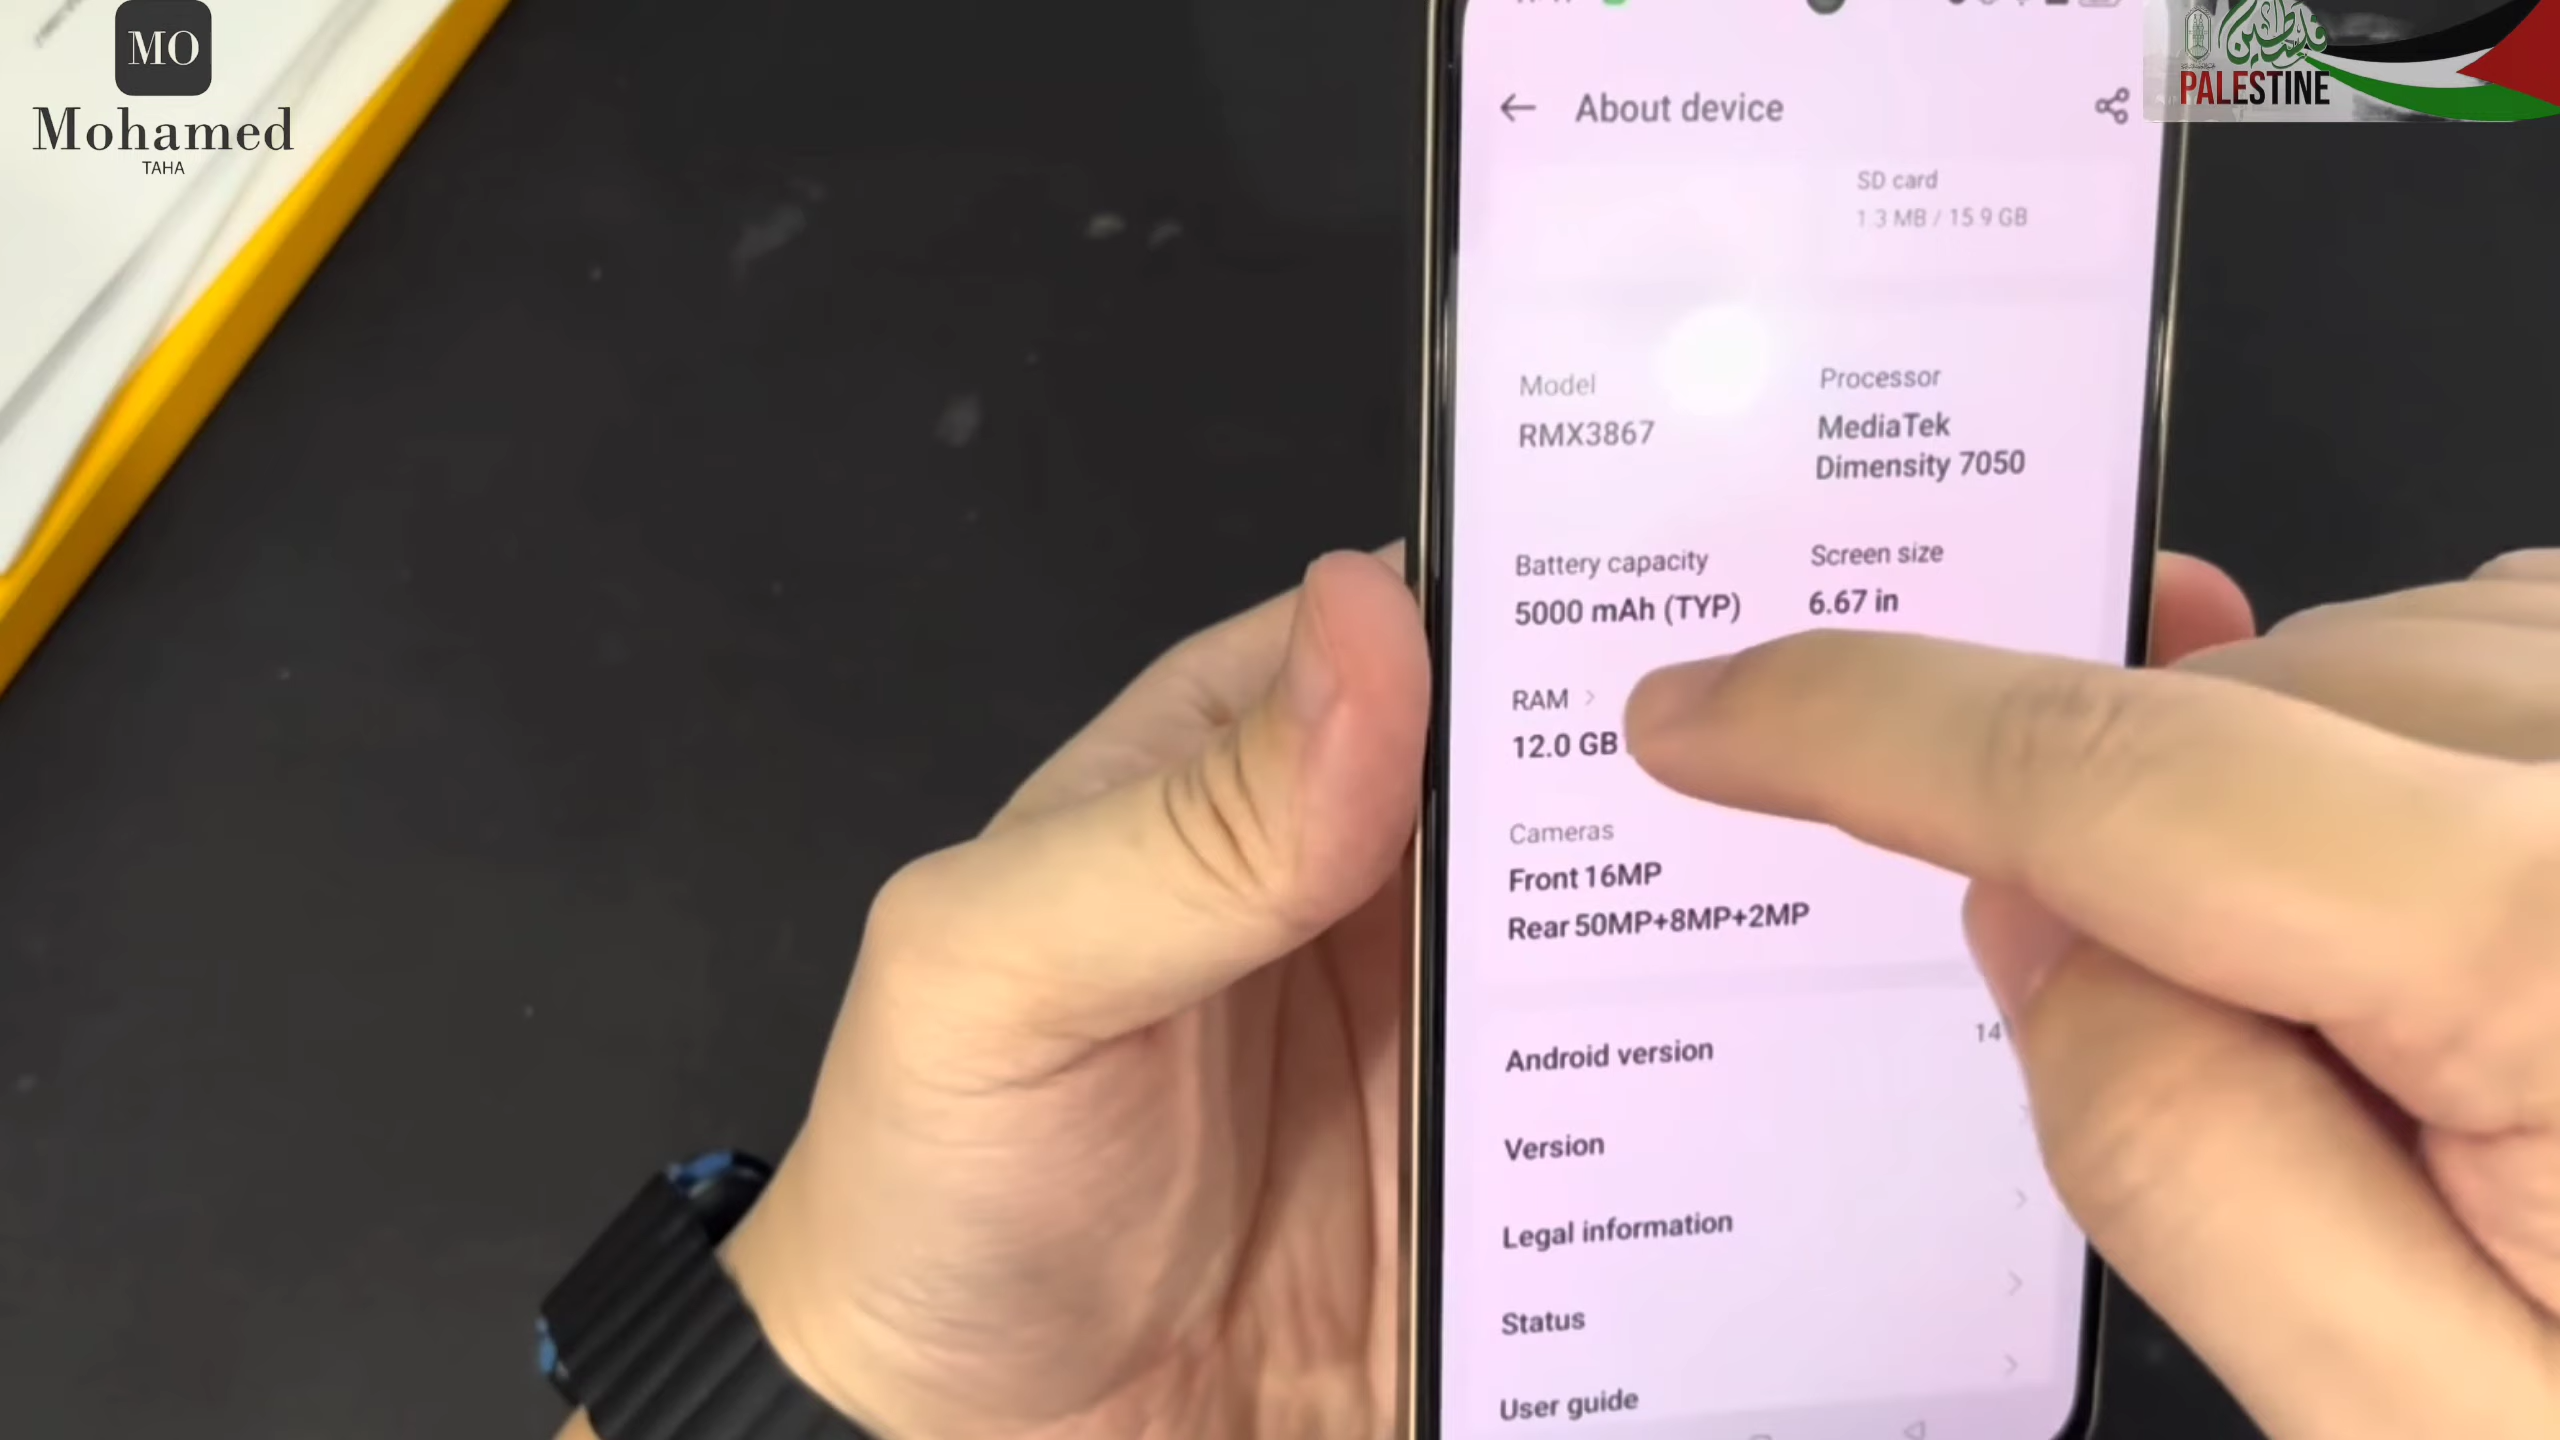 MO
Mohamed
TAHA
فلسطين
PALESTINE
About device
SD card
1.3 MB / 15.9 GB
Model
RMX3867
Processor
MediaTek
Dimensity 7050
Battery capacity
5000 mAh (TYP)
Screen size
6.67 in
RAM
12.0 GB
Cameras
Front 16MP
Rear 50MP+8MP+2MP
Android version
14
Version
Legal information
Status
User guide